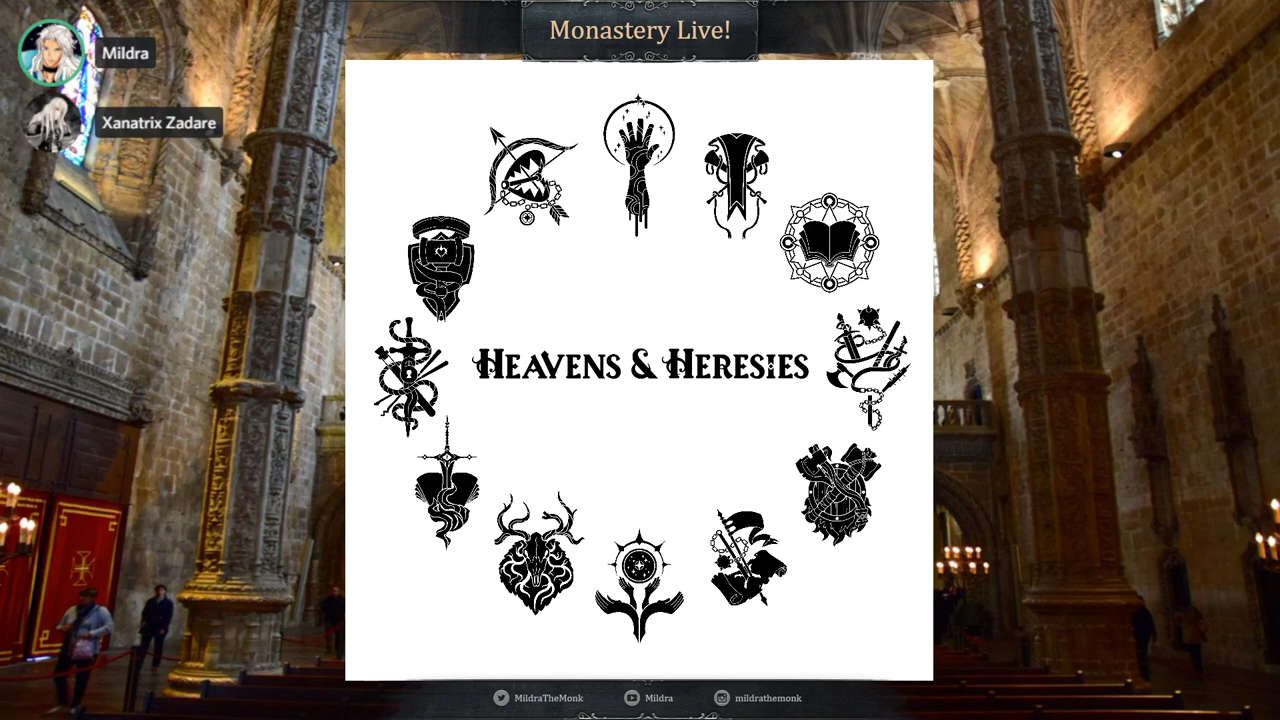 Monastery Live!
Mildra
Xanatrix Zadare
HEAVENS & HERESIES
MildraTheMonk
Mildra
mildrathemonk